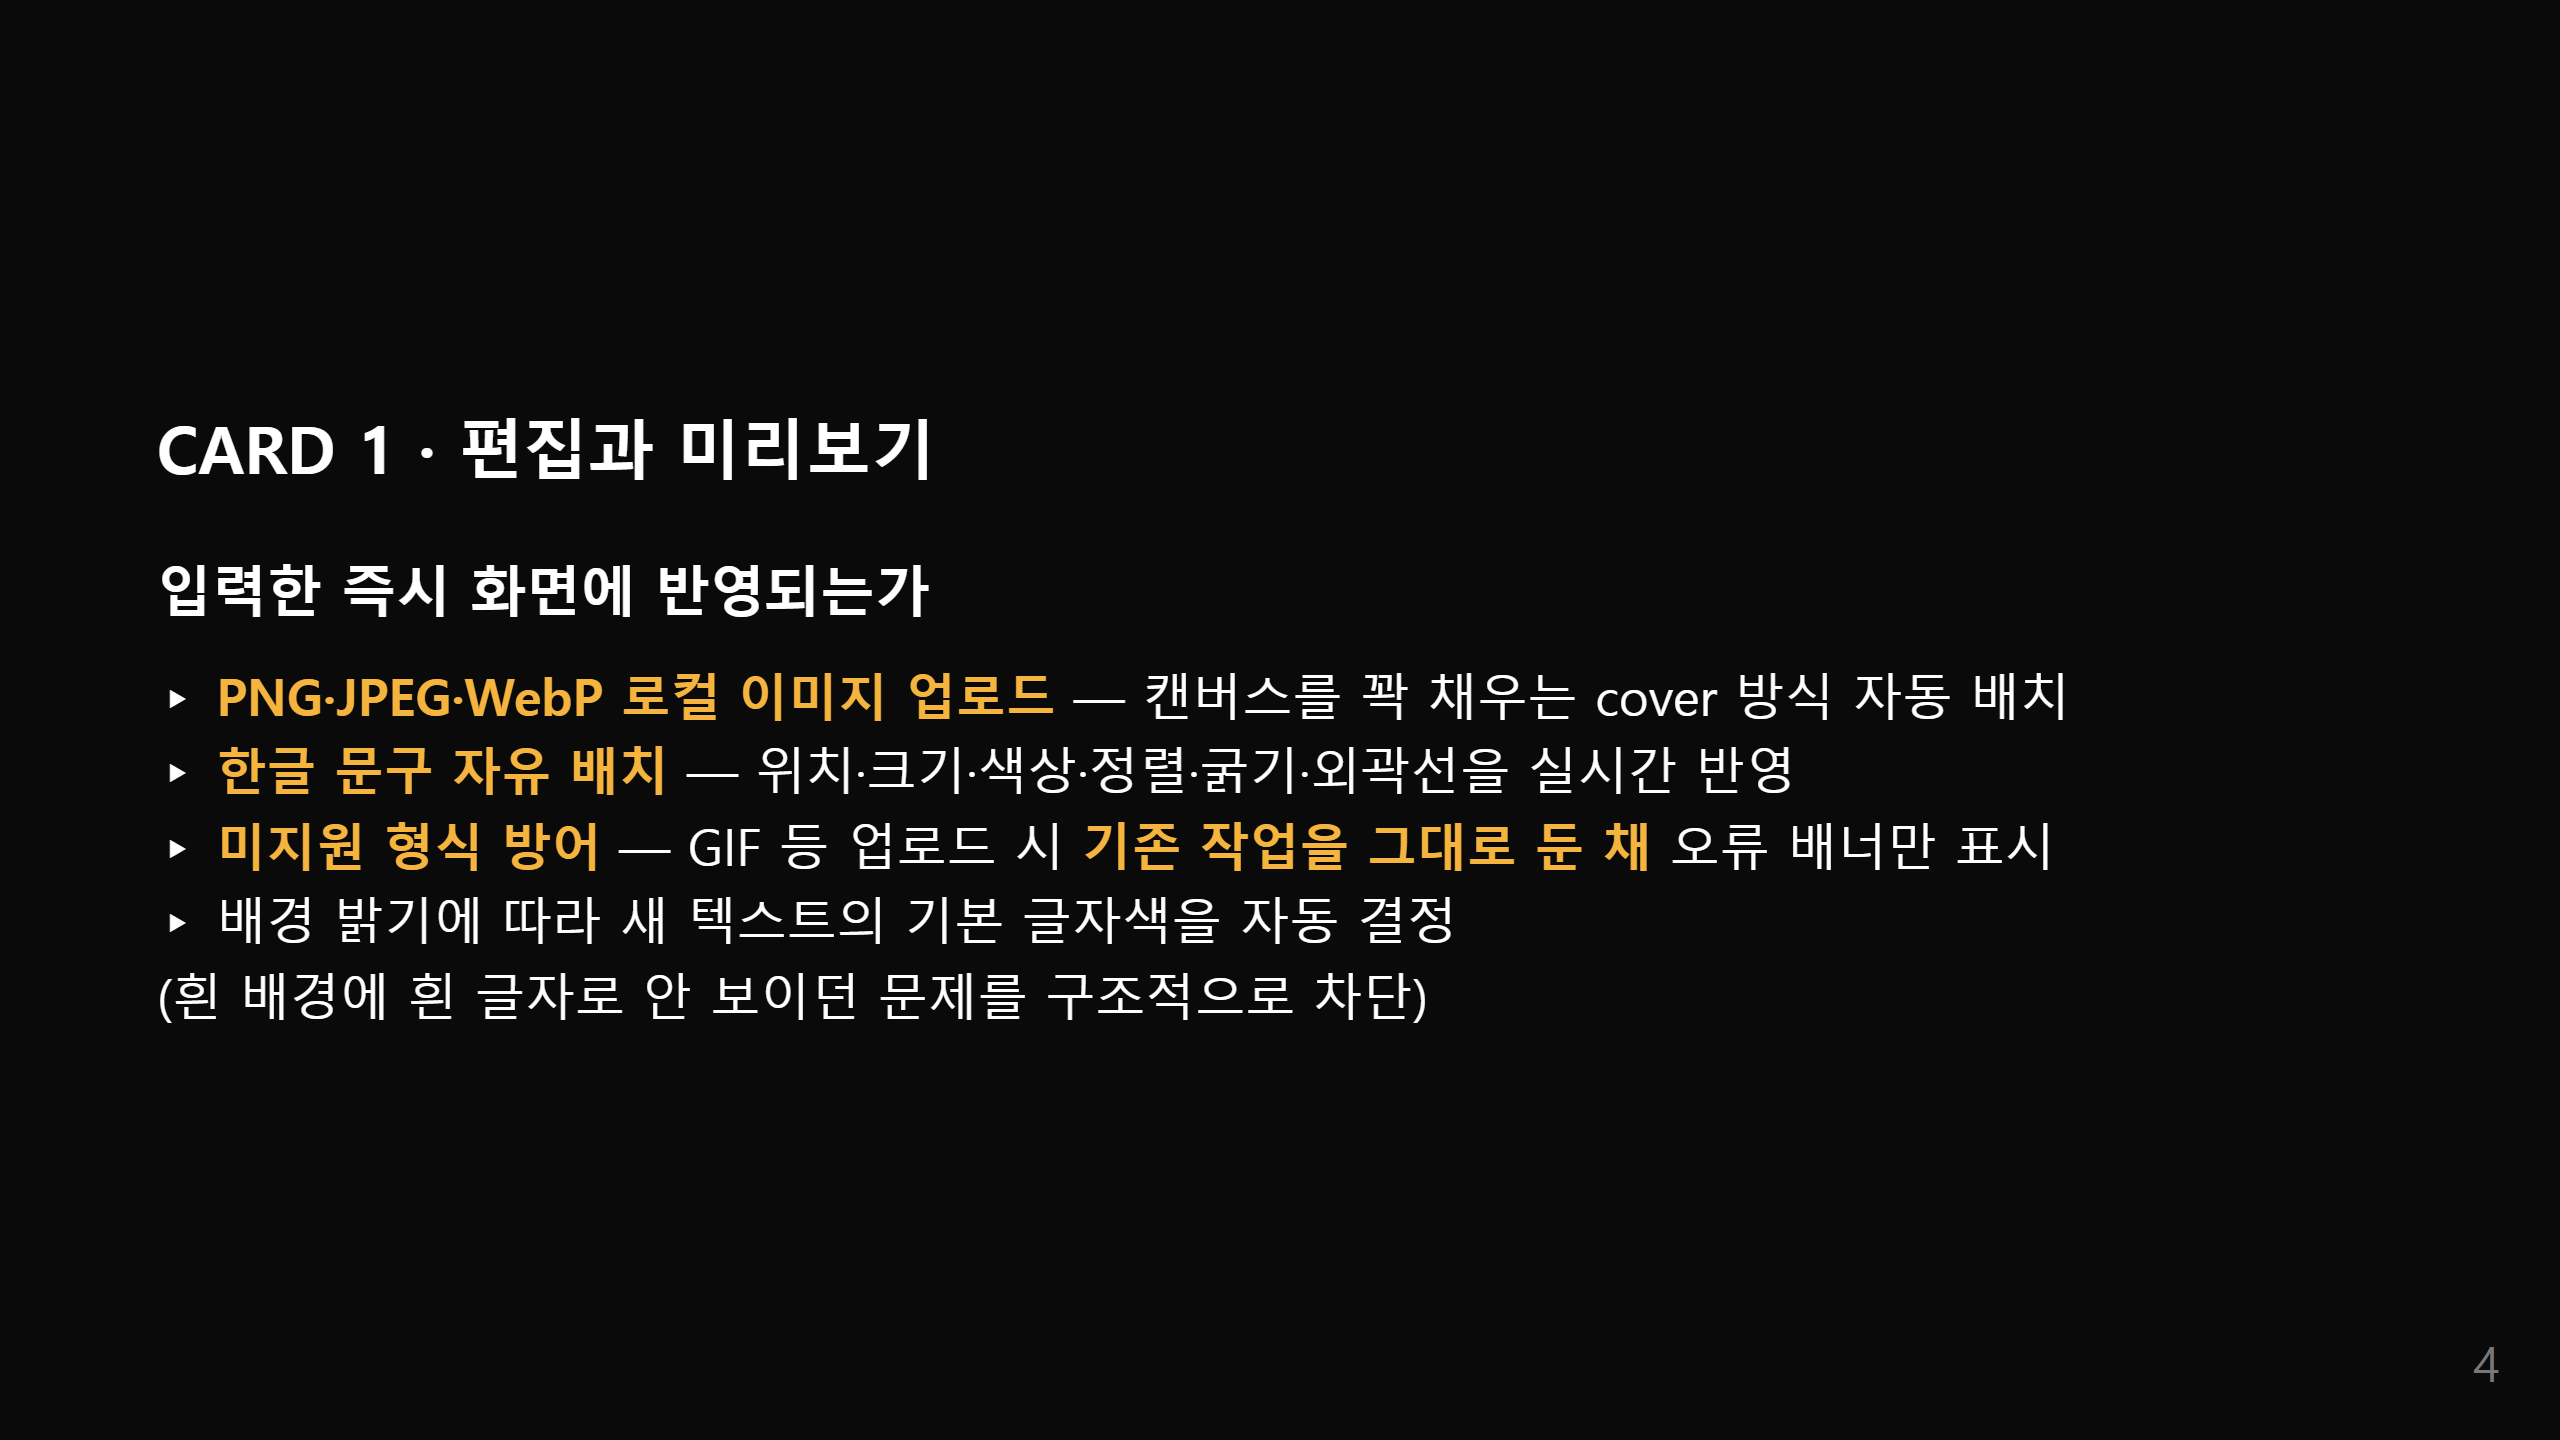 CARD 1 · 편집과 미리보기
입력한 즉시 화면에 반영되는가
▸ PNG·JPEG·WebP 로컬 이미지 업로드 — 캔버스를 꽉 채우는 cover 방식 자동 배치
▸ 한글 문구 자유 배치 — 위치·크기·색상·정렬·굵기·외곽선을 실시간 반영
▸ 미지원 형식 방어 — GIF 등 업로드 시 기존 작업을 그대로 둔 채 오류 배너만 표시
▸ 배경 밝기에 따라 새 텍스트의 기본 글자색을 자동 결정
(흰 배경에 흰 글자로 안 보이던 문제를 구조적으로 차단)
4